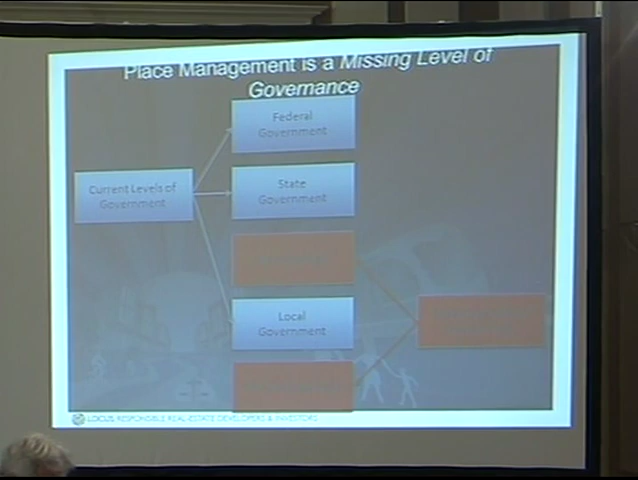 Place Management is a Missing Level of
Governance
Federal
Government
Current Levels of
Government
State
Government
Local
Government
LOCUS RESPONSIBLE REAL ESTATE DEVELOPERS & INVESTORS